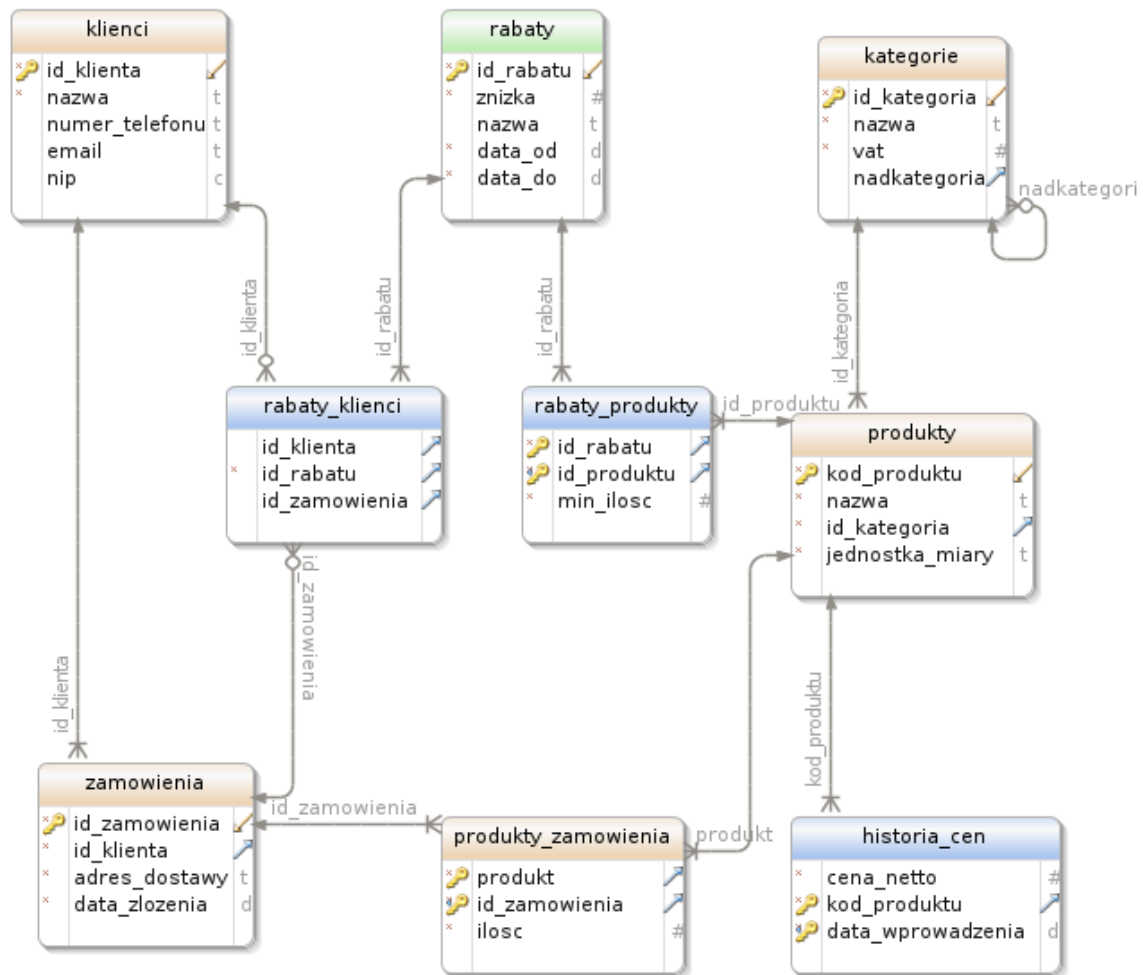 klienci
id_klienta
nazwa t
numer_telefonu t
email t
nip c
rabaty
id_rabatu
znizka #
nazwa t
data_od d
data_do d
kategorie
id_kategoria
nazwa t
vat #
nadkategoria
nadkategori
id_klienta
id_rabatu
id_rabatu
id_kategoria
rabaty_klienci
id_klienta
id_rabatu
id_zamowienia
rabaty_produkty
id_rabatu
id_produktu
min_ilosc #
id_produktu
produkty
kod_produktu
nazwa t
id_kategoria
jednostka_miary t
id_zamowienia
id_klienta
kod_produktu
zamowienia
id_zamowienia
id_klienta
adres_dostawy t
data_zlozenia d
id_zamowienia
produkty_zamowienia
produkt
id_zamowienia
ilosc #
produkt
historia_cen
cena_netto #
kod_produktu
data_wprowadzenia d